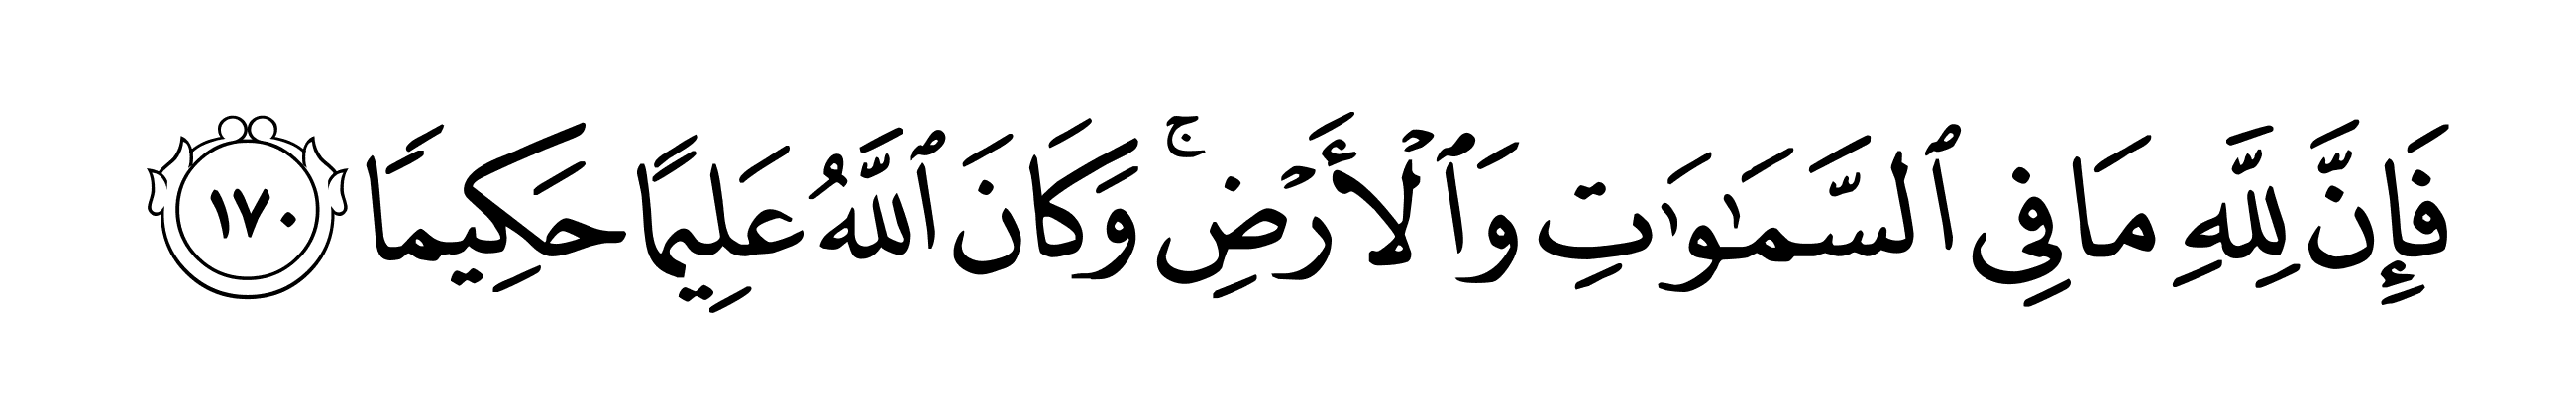 فَإِنَّ لِلَّهِ مَا فِي ٱلسَّمَـٰوَٰتِ وَٱلْأَرْضِ ۚ وَكَانَ ٱللَّهُ عَلِيمًا حَكِيمًا ١٧٠